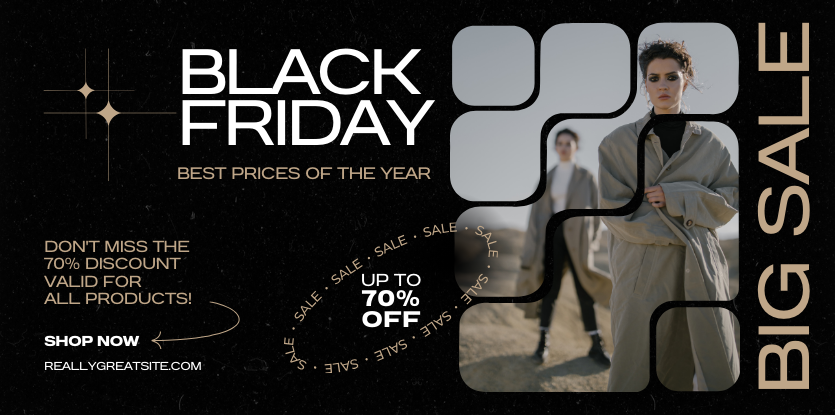 BLACK
FRIDAY
BEST PRICES OF THE YEAR
DON'T MISS THE
70% DISCOUNT
VALID FOR
ALL PRODUCTS!
SHOP NOW
REALLYGREATSITE.COM
SALE · SALE · SALE · SALE · SALE · SALE · SALE · SALE · SALE · SALE ·
UP TO
70%
OFF
BIG SALE